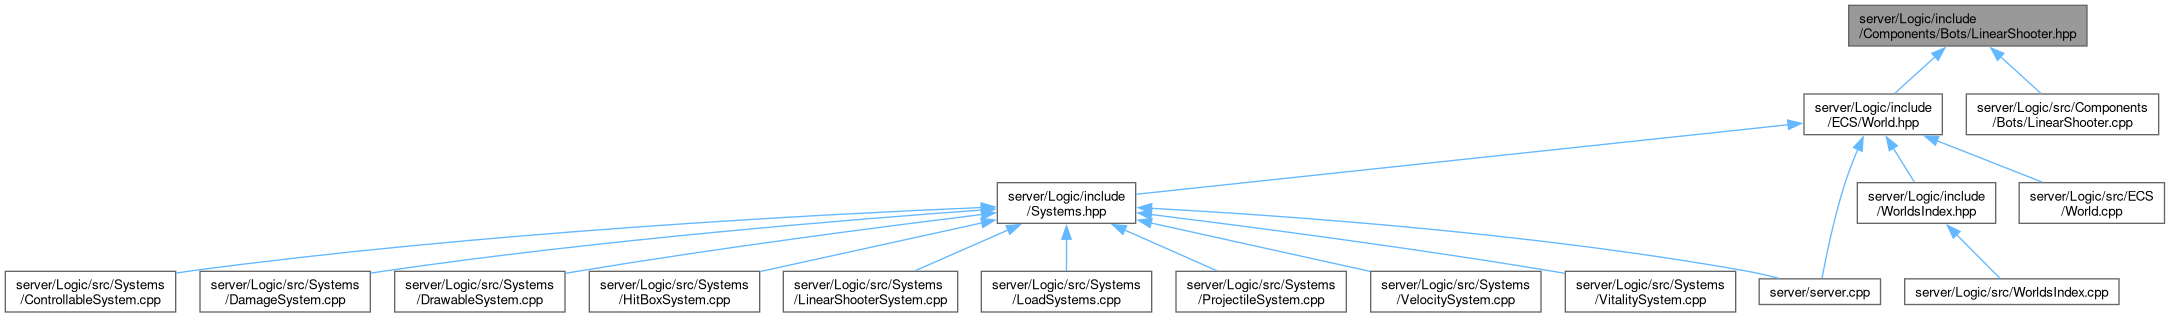 server/Logic/include
/Components/Bots/LinearShooter.hpp
server/Logic/include
/ECS/World.hpp
server/Logic/src/Components
/Bots/LinearShooter.cpp
server/Logic/include
/Systems.hpp
server/Logic/include
/WorldsIndex.hpp
server/Logic/src/ECS
/World.cpp
server/Logic/src/Systems
/ControllableSystem.cpp
server/Logic/src/Systems
/DamageSystem.cpp
server/Logic/src/Systems
/DrawableSystem.cpp
server/Logic/src/Systems
/HitBoxSystem.cpp
server/Logic/src/Systems
/LinearShooterSystem.cpp
server/Logic/src/Systems
/LoadSystems.cpp
server/Logic/src/Systems
/ProjectileSystem.cpp
server/Logic/src/Systems
/VelocitySystem.cpp
server/Logic/src/Systems
/VitalitySystem.cpp
server/server.cpp
server/Logic/src/WorldsIndex.cpp